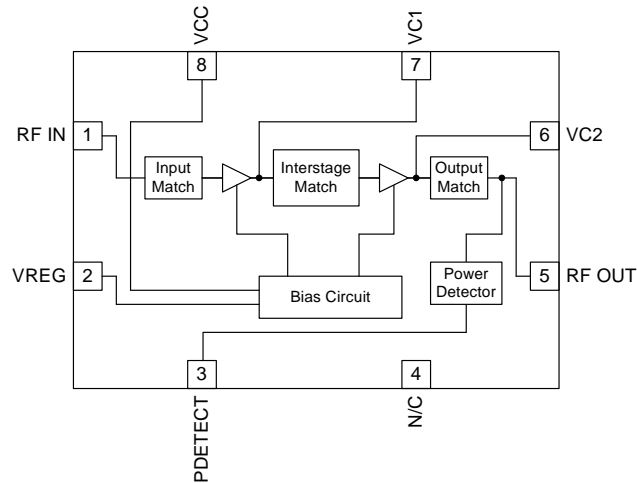 VCC
VC1
8
7
RF IN
1
6
VC2
Input
Match
Interstage
Match
Output
Match
VREG
2
Bias Circuit
Power
Detector
5
RF OUT
3
4
PDETECT
N/C